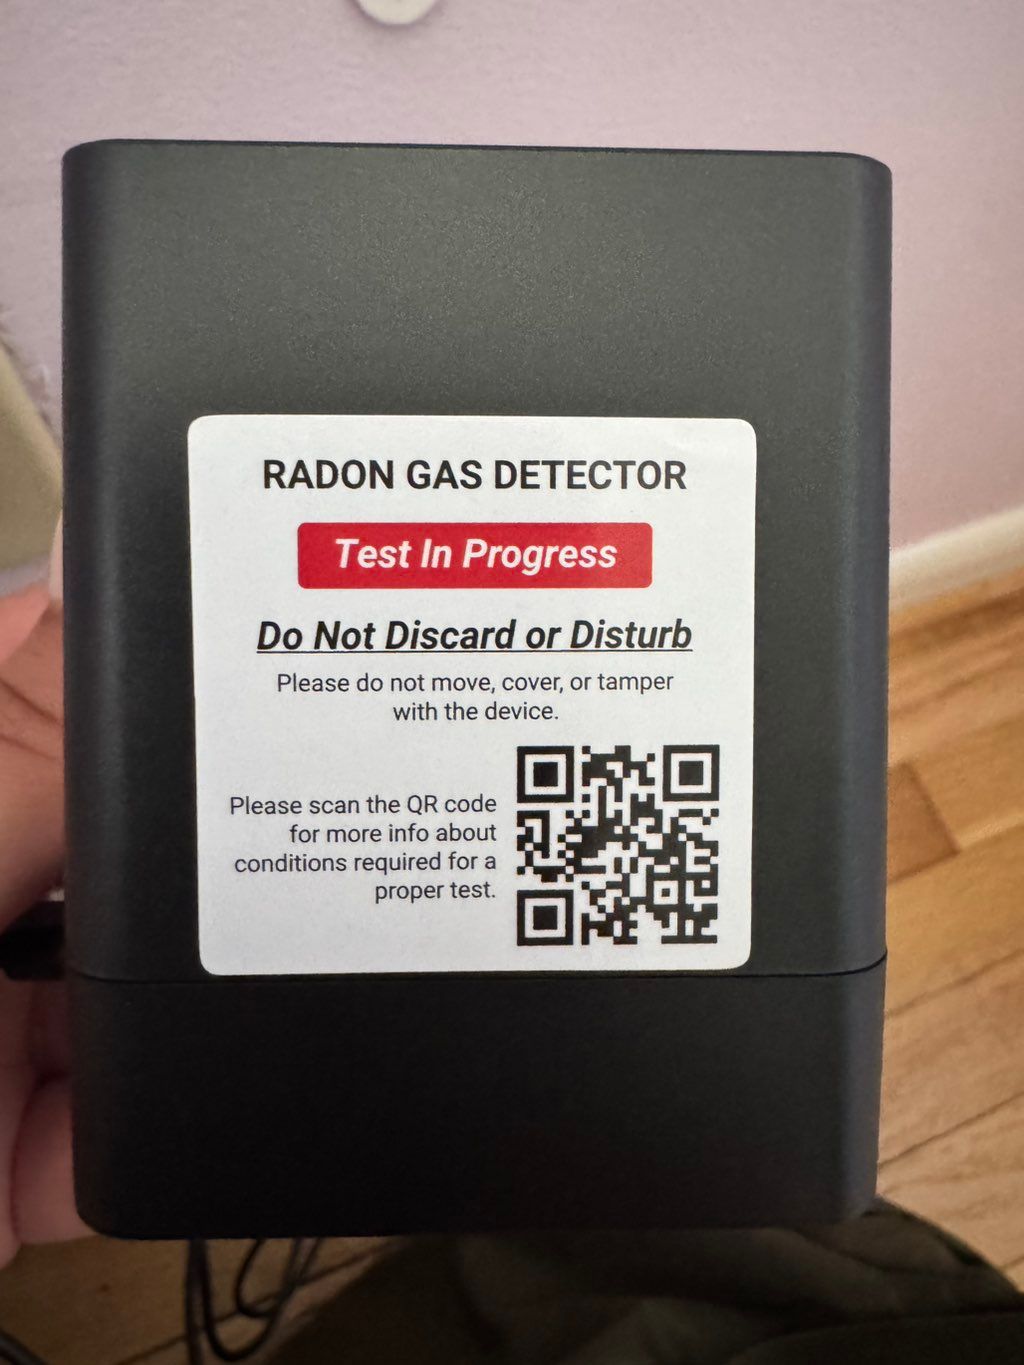 RADON GAS DETECTOR
Test In Progress
Do Not Discard or Disturb
Please do not move, cover, or tamper
with the device.
Please scan the QR code
for more info about
conditions required for a
proper test.